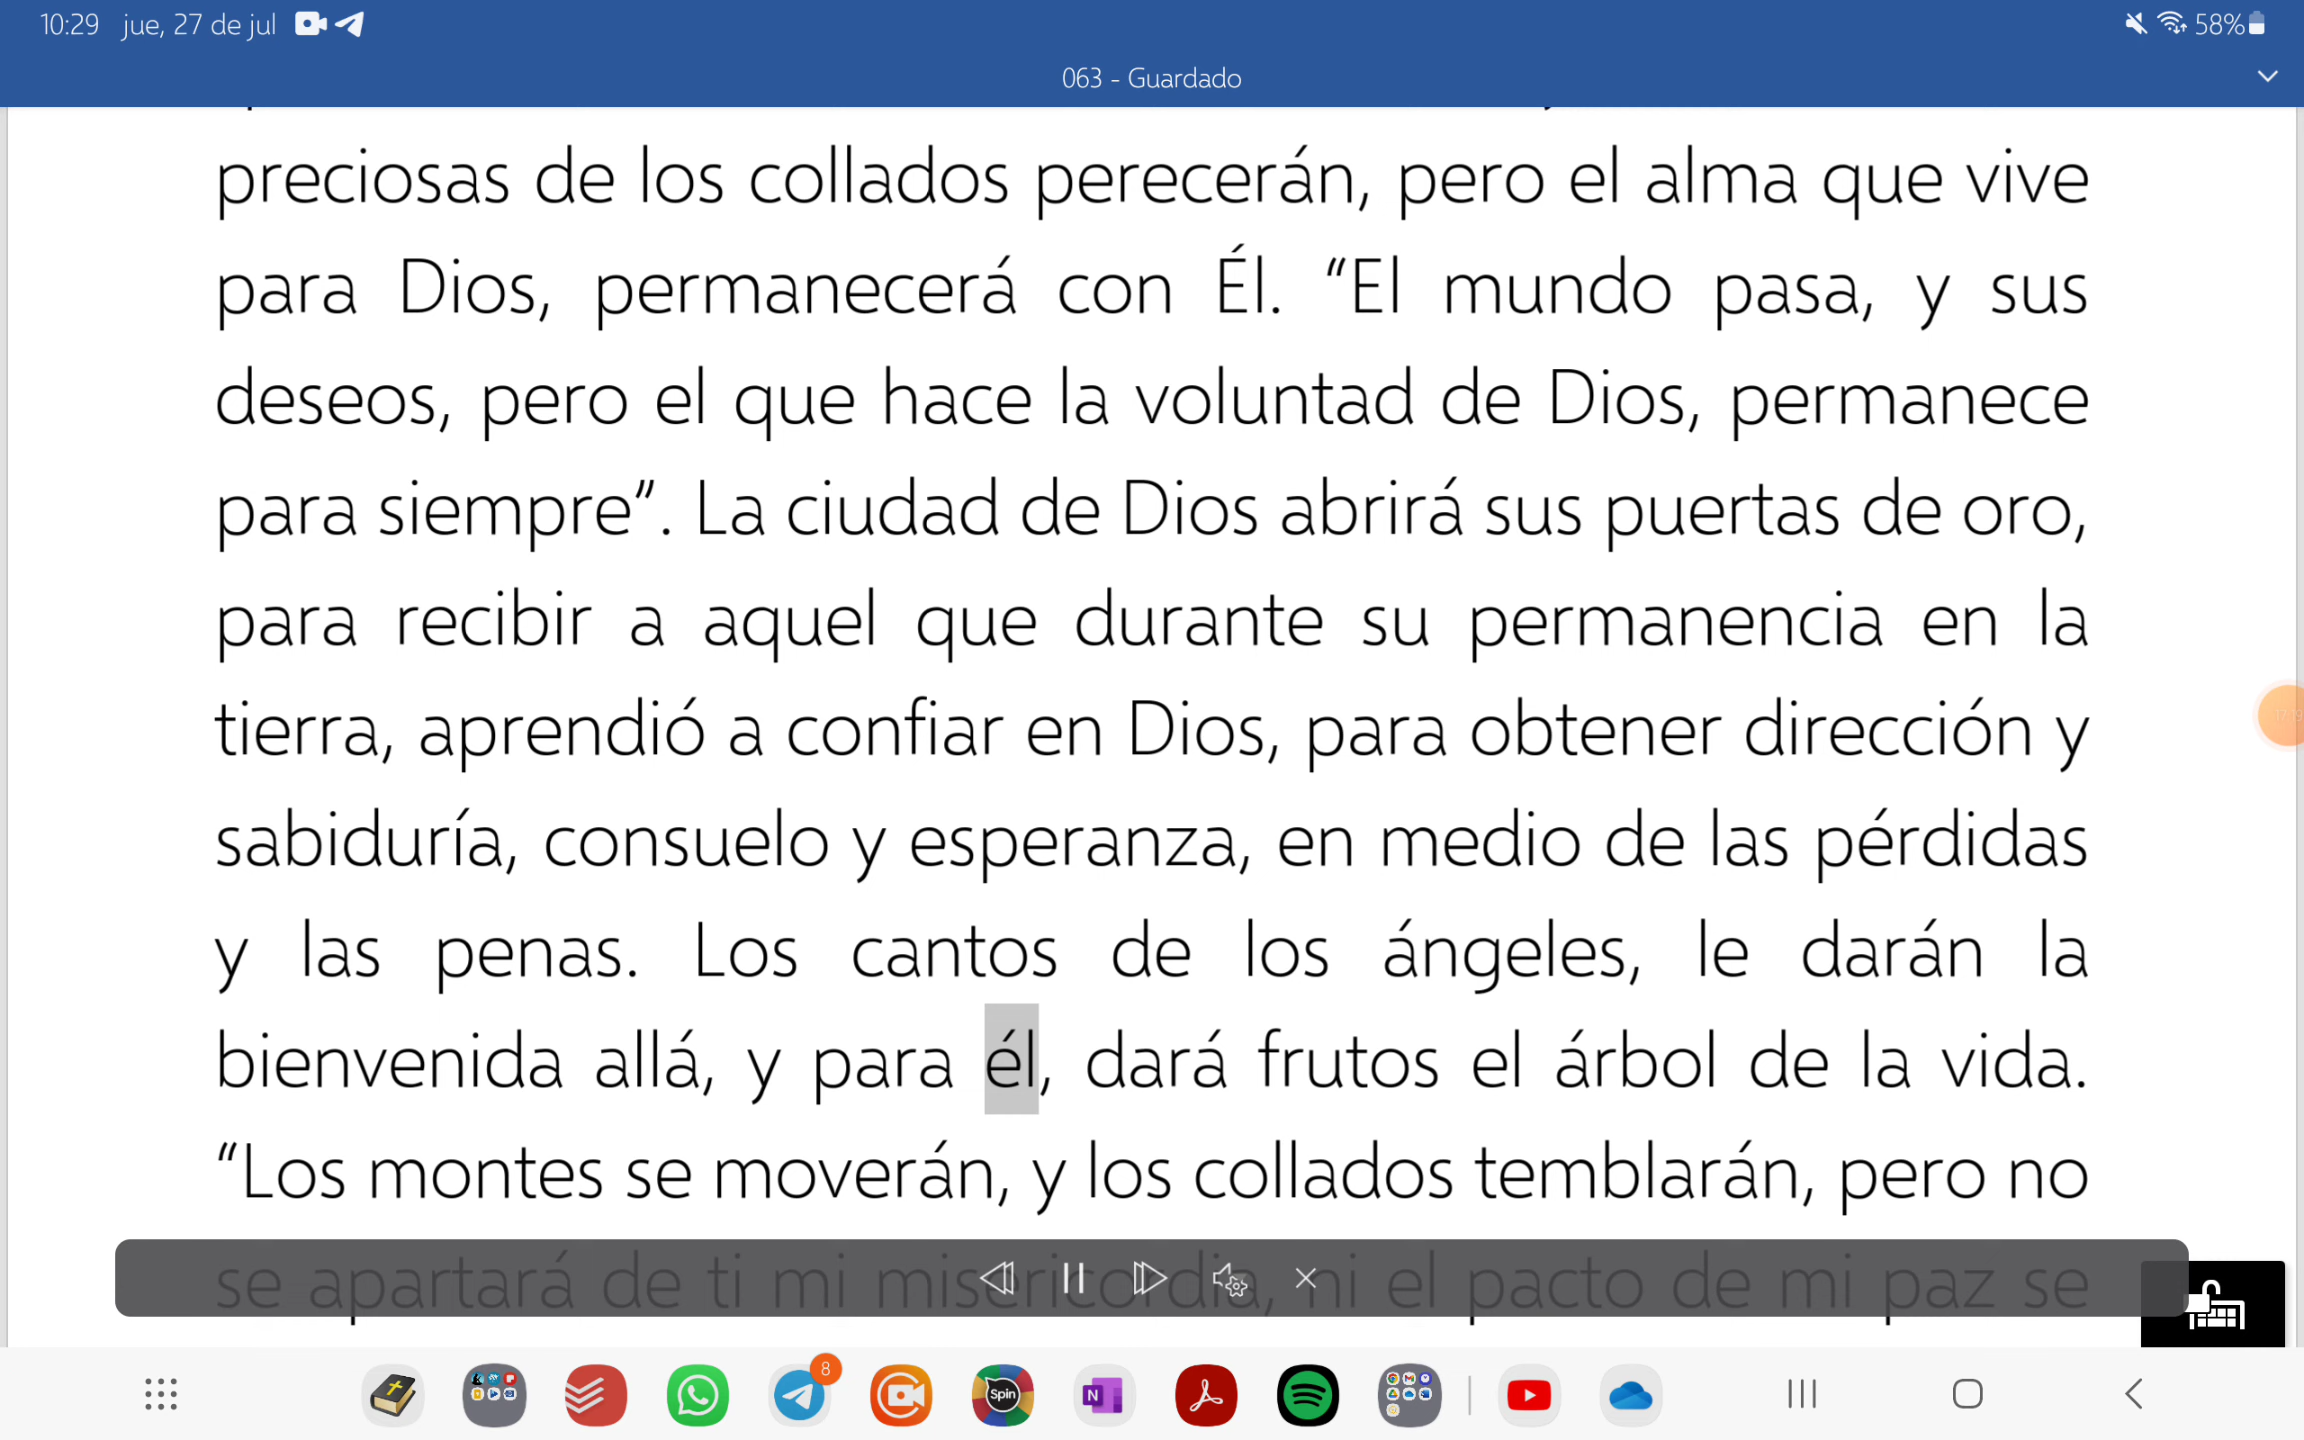 10:29 jue, 27 de jul 58%
063 - Guardado
preciosas de los collados perecerán, pero el alma que vive
para Dios, permanecerá con Él. “El mundo pasa, y sus
deseos, pero el que hace la voluntad de Dios, permanece
para siempre”. La ciudad de Dios abrirá sus puertas de oro,
para recibir a aquel que durante su permanencia en la
tierra, aprendió a confiar en Dios, para obtener dirección y
sabiduría, consuelo y esperanza, en medio de las pérdidas
y las penas. Los cantos de los ángeles, le darán la
bienvenida allá, y para él, dará frutos el árbol de la vida.
“Los montes se moverán, y los collados temblarán, pero no
se apartará de ti mi misericordia, ni el pacto de mi paz se
8
Spin
N